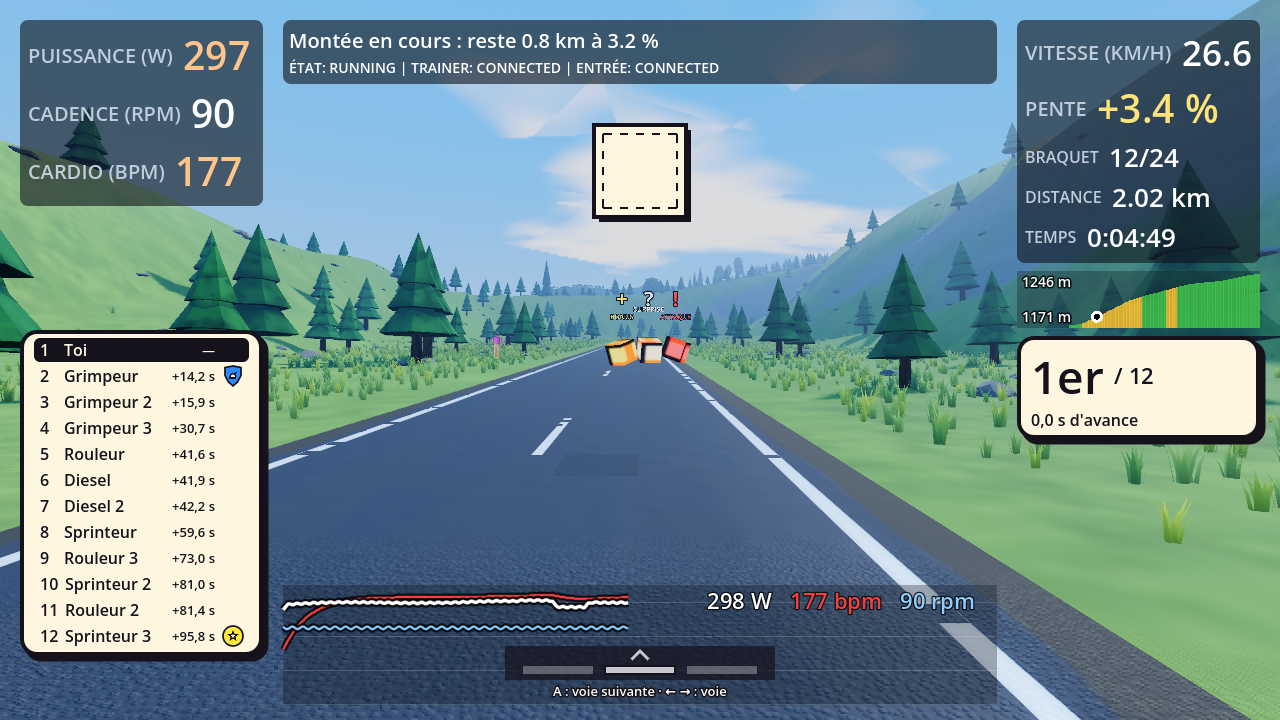 PUISSANCE (W) 297
CADENCE (RPM) 90
CARDIO (BPM) 177
Montée en cours : reste 0.8 km à 3.2 %
ÉTAT: RUNNING | TRAINER: CONNECTED | ENTRÉE: CONNECTED
VITESSE (KM/H) 26.6
PENTE +3.4 %
BRAQUET 12/24
DISTANCE 2.02 km
TEMPS 0:04:49
1246 m
1171 m
1er / 12
0,0 s d'avance
+ ? !
SURPRISE
1 Toi —
2 Grimpeur +14,2 s
3 Grimpeur 2 +15,9 s
4 Grimpeur 3 +30,7 s
5 Rouleur +41,6 s
6 Diesel +41,9 s
7 Diesel 2 +42,2 s
8 Sprinteur +59,6 s
9 Rouleur 3 +73,0 s
10 Sprinteur 2 +81,0 s
11 Rouleur 2 +81,4 s
12 Sprinteur 3 +95,8 s
298 W 177 bpm 90 rpm
A : voie suivante · ← → : voie